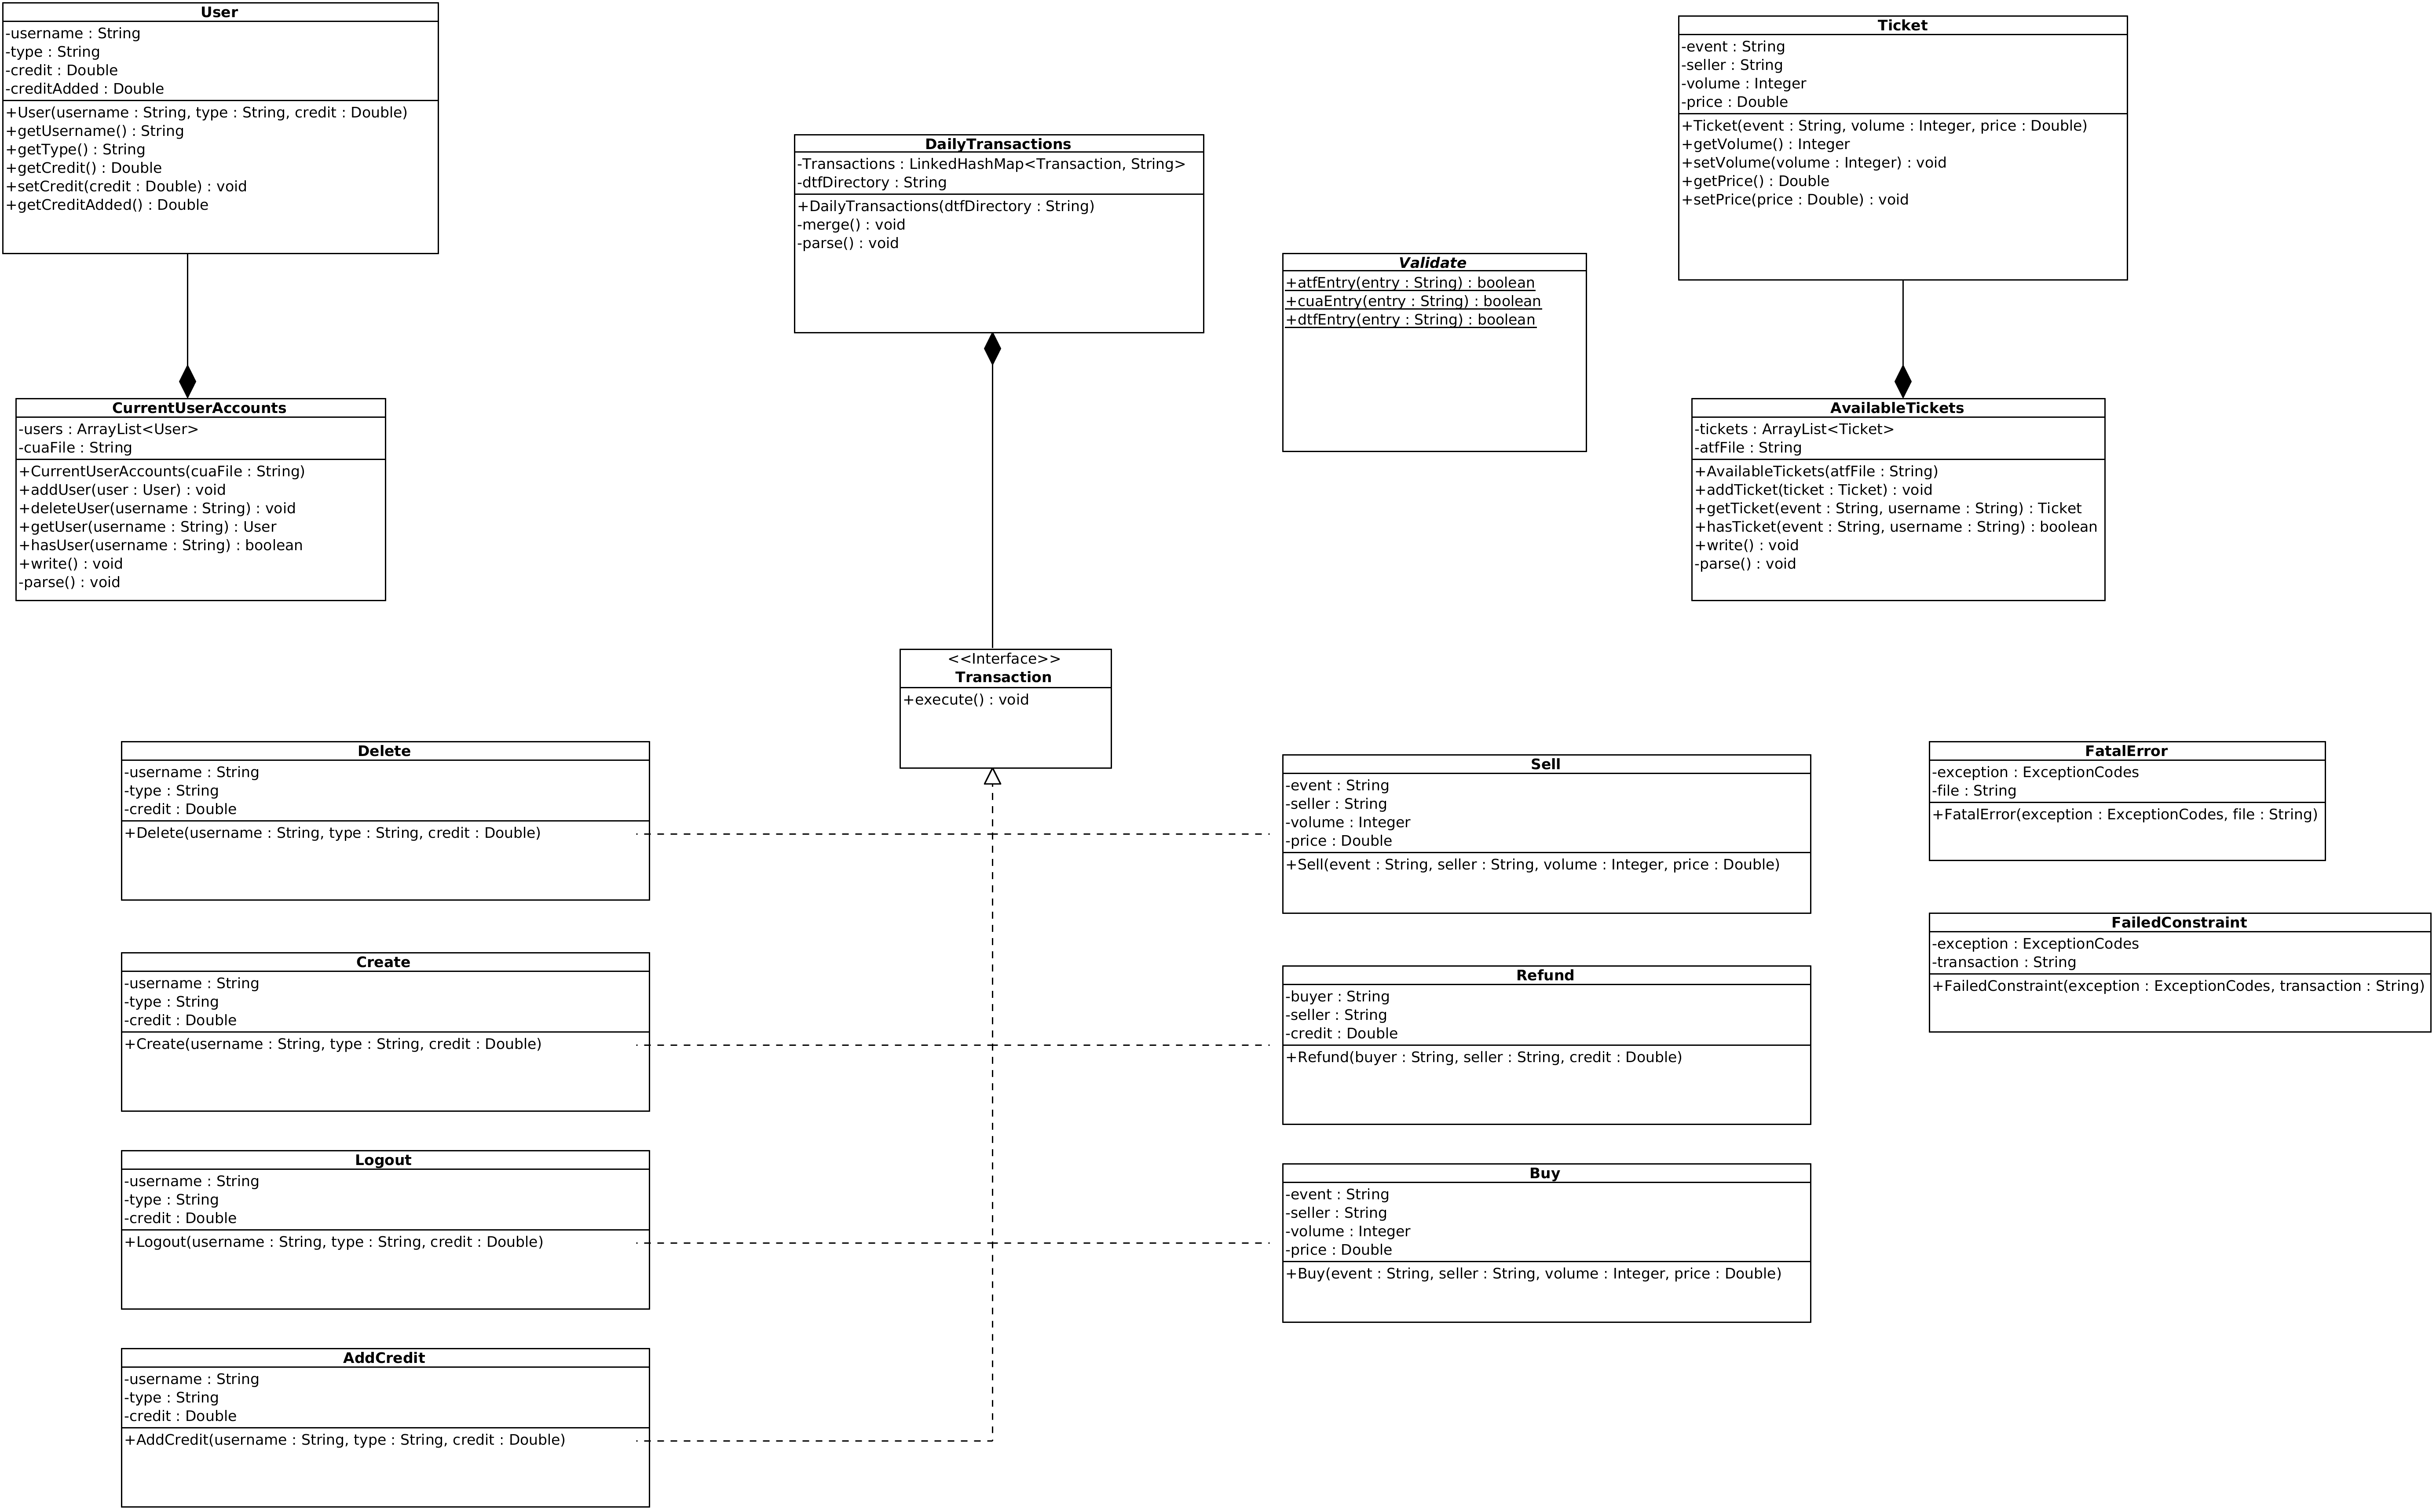 User
-username : String
-type : String
-credit : Double
-creditAdded : Double
+User(username : String, type : String, credit : Double)
+getUsername() : String
+getType() : String
+getCredit() : Double
+setCredit(credit : Double) : void
+getCreditAdded() : Double
CurrentUserAccounts
-users : ArrayList<User>
-cuaFile : String
+CurrentUserAccounts(cuaFile : String)
+addUser(user : User) : void
+deleteUser(username : String) : void
+getUser(username : String) : User
+hasUser(username : String) : boolean
+write() : void
-parse() : void
DailyTransactions
-Transactions : LinkedHashMap<Transaction, String>
-dtfDirectory : String
+DailyTransactions(dtfDirectory : String)
-merge() : void
-parse() : void
Validate
+atfEntry(entry : String) : boolean
+cuaEntry(entry : String) : boolean
+dtfEntry(entry : String) : boolean
Ticket
-event : String
-seller : String
-volume : Integer
-price : Double
+Ticket(event : String, volume : Integer, price : Double)
+getVolume() : Integer
+setVolume(volume : Integer) : void
+getPrice() : Double
+setPrice(price : Double) : void
AvailableTickets
-tickets : ArrayList<Ticket>
-atfFile : String
+AvailableTickets(atfFile : String)
+addTicket(ticket : Ticket) : void
+getTicket(event : String, username : String) : Ticket
+hasTicket(event : String, username : String) : boolean
+write() : void
-parse() : void
<<Interface>>
Transaction
+execute() : void
Delete
-username : String
-type : String
-credit : Double
+Delete(username : String, type : String, credit : Double)
Create
-username : String
-type : String
-credit : Double
+Create(username : String, type : String, credit : Double)
Logout
-username : String
-type : String
-credit : Double
+Logout(username : String, type : String, credit : Double)
AddCredit
-username : String
-type : String
-credit : Double
+AddCredit(username : String, type : String, credit : Double)
Sell
-event : String
-seller : String
-volume : Integer
-price : Double
+Sell(event : String, seller : String, volume : Integer, price : Double)
Refund
-buyer : String
-seller : String
-credit : Double
+Refund(buyer : String, seller : String, credit : Double)
Buy
-event : String
-seller : String
-volume : Integer
-price : Double
+Buy(event : String, seller : String, volume : Integer, price : Double)
FatalError
-exception : ExceptionCodes
-file : String
+FatalError(exception : ExceptionCodes, file : String)
FailedConstraint
-exception : ExceptionCodes
-transaction : String
+FailedConstraint(exception : ExceptionCodes, transaction : String)